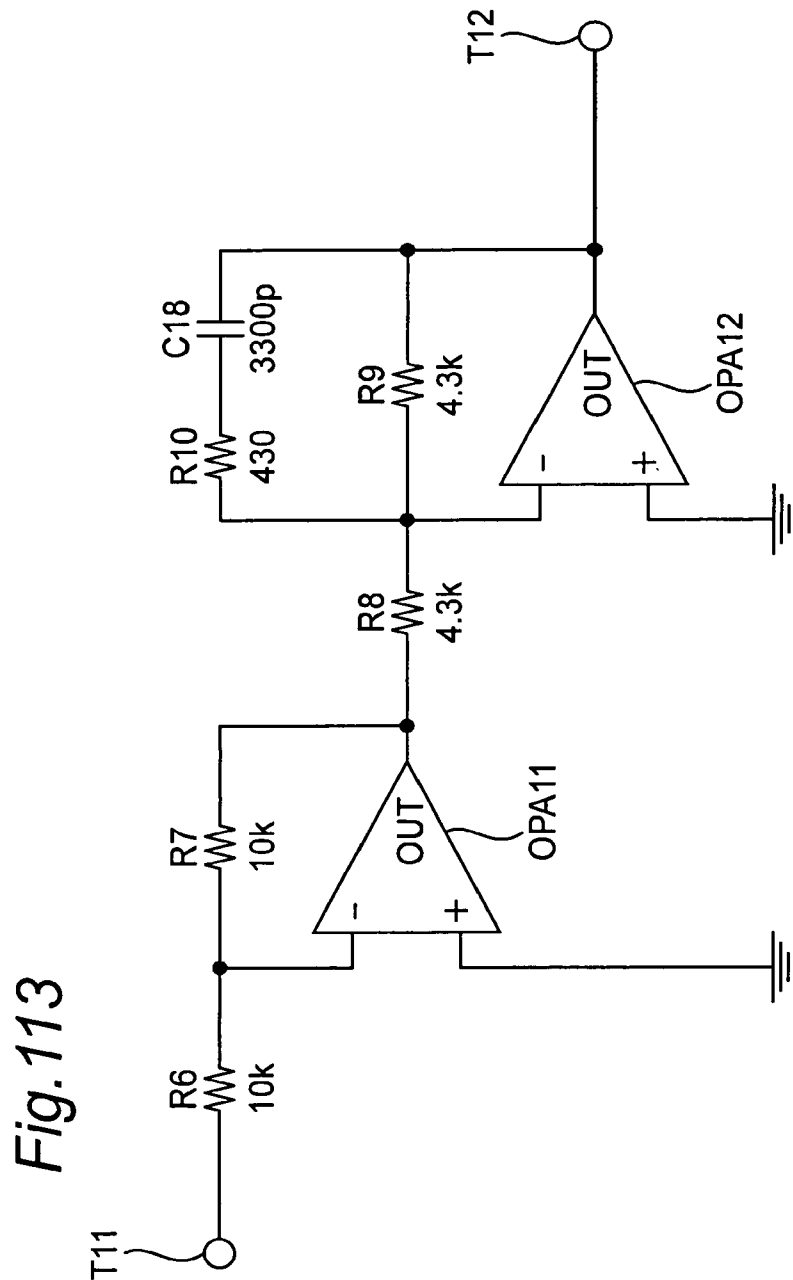 Fig.113
T11
R6
10k
R7
10k
-
+
OUT
OPA11
R8
4.3k
R10
430
C18
3300p
R9
4.3k
-
+
OUT
OPA12
T12